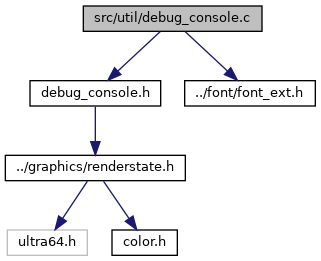 src/util/debug_console.c
debug_console.h
../font/font_ext.h
../graphics/renderstate.h
ultra64.h
color.h